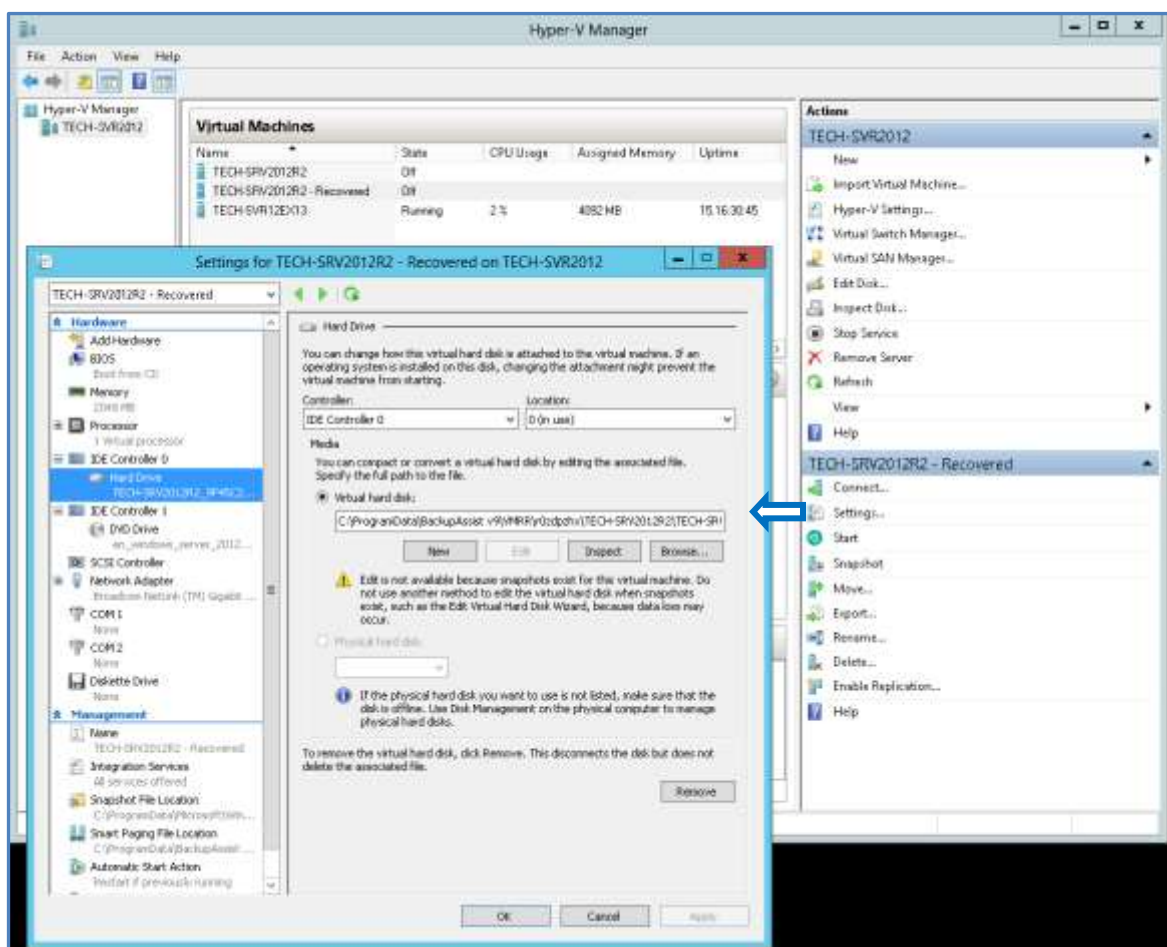 Hyper-V Manager
File Action View Help
Hyper-V Manager
TECH-SVR2012
Virtual Machines
Name State CPU Usage Assigned Memory Uptime
TECH-SRV2012R2 Off
TECH-SRV2012R2 - Recovered Off
TECH-SVR12EX13 Running 2 % 4092 MB 15.16:30:45
Settings for TECH-SRV2012R2 - Recovered on TECH-SVR2012
TECH-SRV2012R2 - Recovered
Hardware
Add Hardware
BIOS
Boot from CD
Memory
Processor
1 Virtual processor
IDE Controller 0
Hard Drive
IDE Controller 1
DVD Drive
en_windows_server_2012...
SCSI Controller
Network Adapter
Broadcom NetLink (TM) Gigabit ...
COM 1
None
COM 2
None
Diskette Drive
None
Management
Name
TECH-SRV2012R2 - Recovered
Integration Services
All services offered
Snapshot File Location
C:\ProgramData\Microsoft\Win...
Smart Paging File Location
C:\ProgramData\BackupAssist ...
Automatic Start Action
Restart if previously running
Hard Drive
You can change how this virtual hard disk is attached to the virtual machine. If an
operating system is installed on this disk, changing the attachment might prevent the
virtual machine from starting.
Controller: Location:
IDE Controller 0 0 (in use)
Media
You can compact or convert a virtual hard disk by editing the associated file.
Specify the full path to the file.
Virtual hard disk:
C:\ProgramData\BackupAssist
New Edit Inspect Browse...
Edit is not available because snapshots exist for this virtual machine. Do
not use another method to edit the virtual hard disk when snapshots
exist, such as the Edit Virtual Hard Disk Wizard, because data loss may
occur.
Physical hard disk:
If the physical hard disk you want to use is not listed, make sure that the
disk is offline. Use Disk Management on the physical computer to manage
physical hard disks.
To remove the virtual hard disk, click Remove. This disconnects the disk but does not
delete the associated file.
Remove
OK Cancel Apply
Actions
TECH-SVR2012
New
Import Virtual Machine...
Hyper-V Settings...
Virtual Switch Manager...
Virtual SAN Manager...
Edit Disk...
Inspect Disk...
Stop Service
Remove Server
Refresh
View
Help
TECH-SRV2012R2 - Recovered
Connect...
Settings...
Start
Snapshot
Move...
Export...
Rename...
Delete...
Enable Replication...
Help